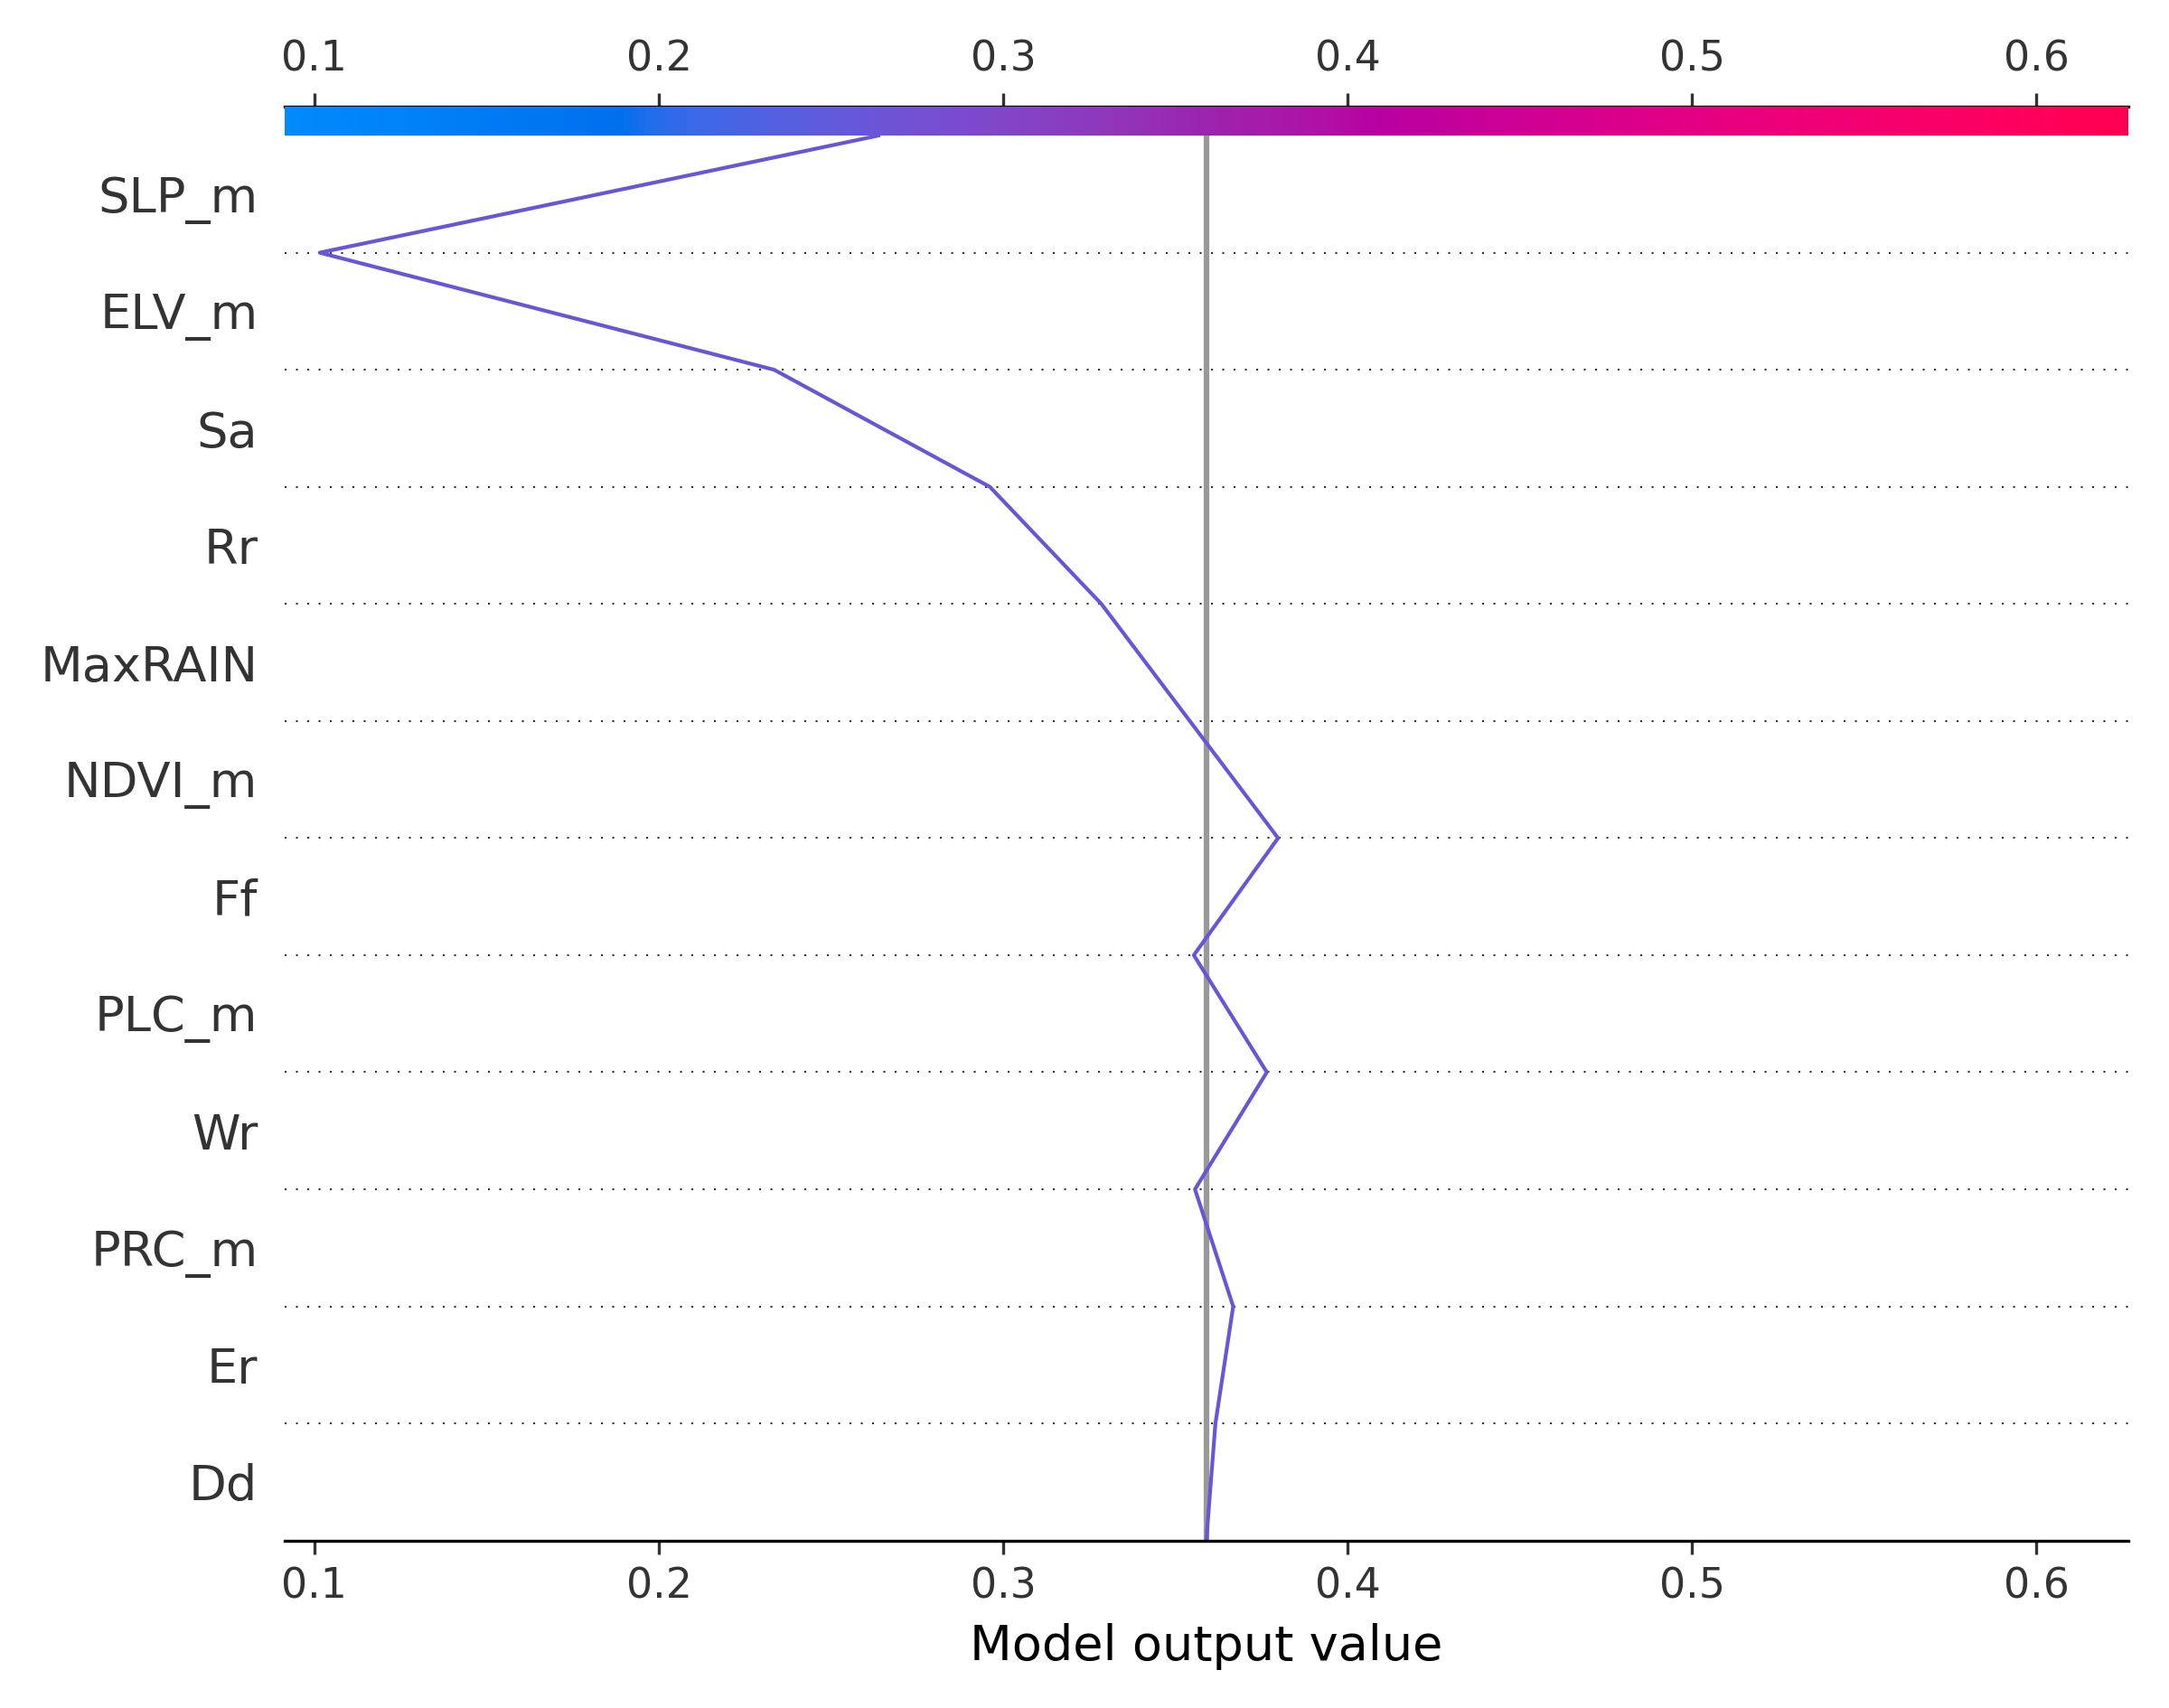 0.1 0.2 0.3 0.4 0.5 0.6
SLP_m
ELV_m
Sa
Rr
MaxRAIN
NDVI_m
Ff
PLC_m
Wr
PRC_m
Er
Dd
0.1 0.2 0.3 0.4 0.5 0.6
Model output value